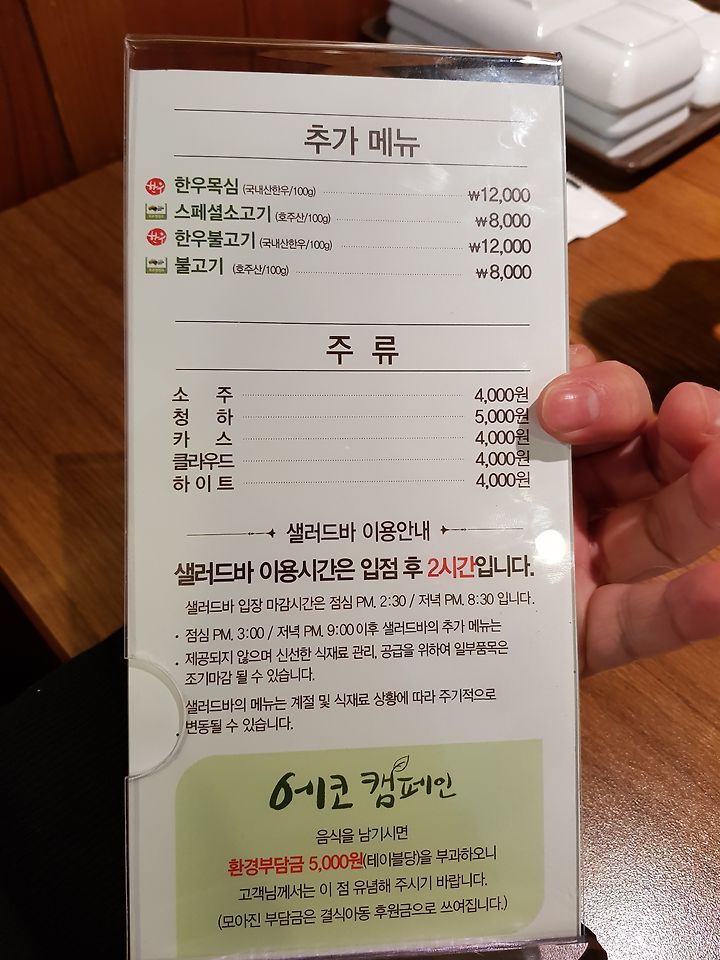 추가 메뉴
한우 한우목심 (국내산한우/100g) ₩12,000
스페셜소고기 (호주산/100g) ₩8,000
한우 한우불고기 (국내산한우/100g) ₩12,000
불고기 (호주산/100g) ₩8,000
주 류
소 주 4,000원
청 하 5,000원
카 스 4,000원
클라우드 4,000원
하이트 4,000원
샐러드바 이용안내
샐러드바 이용시간은 입점 후 2시간입니다.
샐러드바 입장 마감시간은 점심 PM. 2:30 / 저녁 PM. 8:30 입니다.
· 점심 PM. 3:00 / 저녁 PM. 9:00 이후 샐러드바의 추가 메뉴는
· 제공되지 않으며 신선한 식재료 관리, 공급을 위하여 일부품목은
조기마감 될 수 있습니다.
샐러드바의 메뉴는 계절 및 식재료 상황에 따라 주기적으로
변동될 수 있습니다.
에코 캠페인
음식을 남기시면
환경부담금 5,000원(테이블당)을 부과하오니
고객님께서는 이 점 유념해 주시기 바랍니다.
(모아진 부담금은 결식아동 후원금으로 쓰여집니다.)